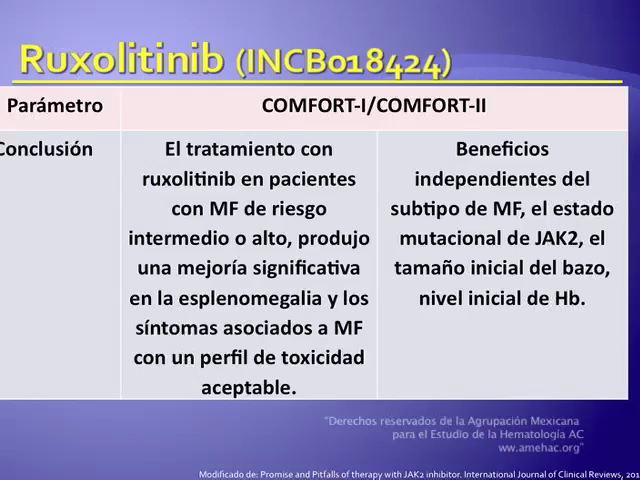 Ruxolitinib (INCB018424)
Parámetro
COMFORT-I/COMFORT-II
Conclusión
El tratamiento con
ruxolitinib en pacientes
con MF de riesgo
intermedio o alto, produjo
una mejoría significativa
en la esplenomegalia y los
síntomas asociados a MF
con un perfil de toxicidad
aceptable.
Beneficios
independientes del
subtipo de MF, el estado
mutacional de JAK2, el
tamaño inicial del bazo,
nivel inicial de Hb.
"Derechos reservados de la Agrupación Mexicana
para el Estudio de la Hematología AC
ww.amehac.org"
Modificado de: Promise and Pitfalls of therapy with JAK2 inhibitor. International Journal of Clinical Reviews, 201